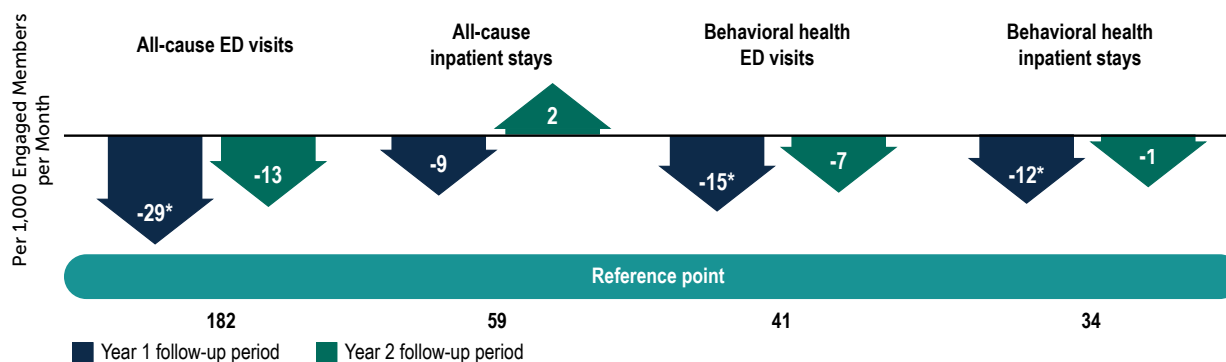 Per 1,000 Engaged Members
per Month
All-cause ED visits
All-cause
inpatient stays
Behavioral health
ED visits
Behavioral health
inpatient stays
-29*
-13
-9
2
-15*
-7
-12*
-1
Reference point
182
59
41
34
Year 1 follow-up period
Year 2 follow-up period